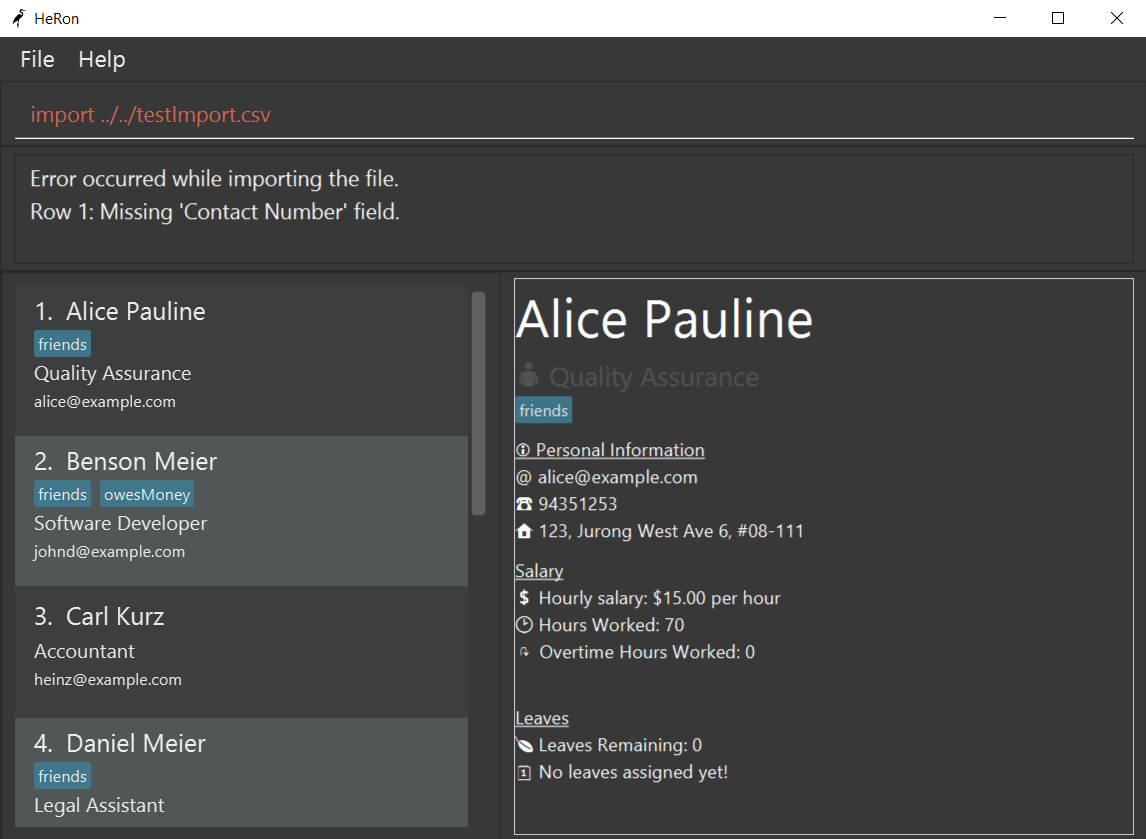 HeRon
File Help
import ../../testImport.csv
Error occurred while importing the file.
Row 1: Missing 'Contact Number' field.
1. Alice Pauline
friends
Quality Assurance
alice@example.com
2. Benson Meier
friends owesMoney
Software Developer
johnd@example.com
3. Carl Kurz
Accountant
heinz@example.com
4. Daniel Meier
friends
Legal Assistant
Alice Pauline
Quality Assurance
friends
Personal Information
@ alice@example.com
94351253
123, Jurong West Ave 6, #08-111
Salary
$ Hourly salary: $15.00 per hour
Hours Worked: 70
Overtime Hours Worked: 0
Leaves
Leaves Remaining: 0
No leaves assigned yet!